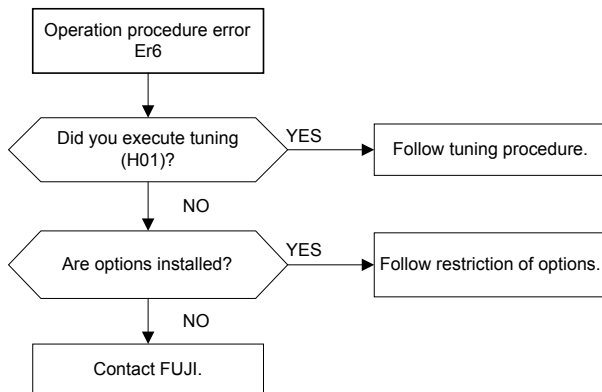 Operation procedure error
Er6
Did you execute tuning
(H01)?
YES
Follow tuning procedure.
NO
Are options installed?
YES
Follow restriction of options.
NO
Contact FUJI.